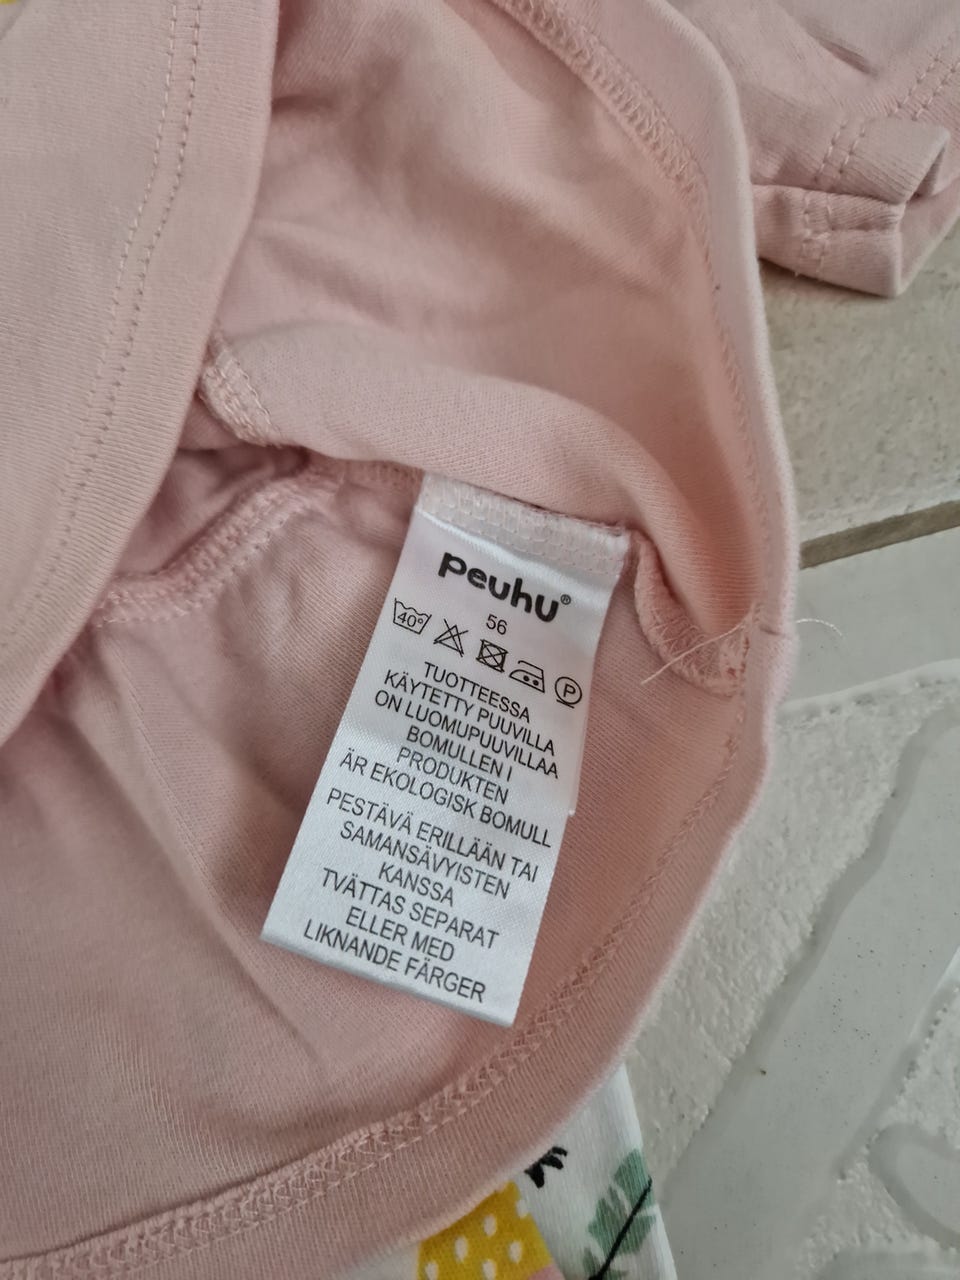 peuhu®
56
40° P
TUOTTEESSA
KÄYTETTY PUUVILLA
ON LUOMUPUUVILLAA
BOMULLEN I
PRODUKTEN
ÄR EKOLOGISK BOMULL
PESTÄVÄ ERILLÄÄN TAI
SAMANSÄVYISTEN
KANSSA
TVÄTTAS SEPARAT
ELLER MED
LIKNANDE FÄRGER